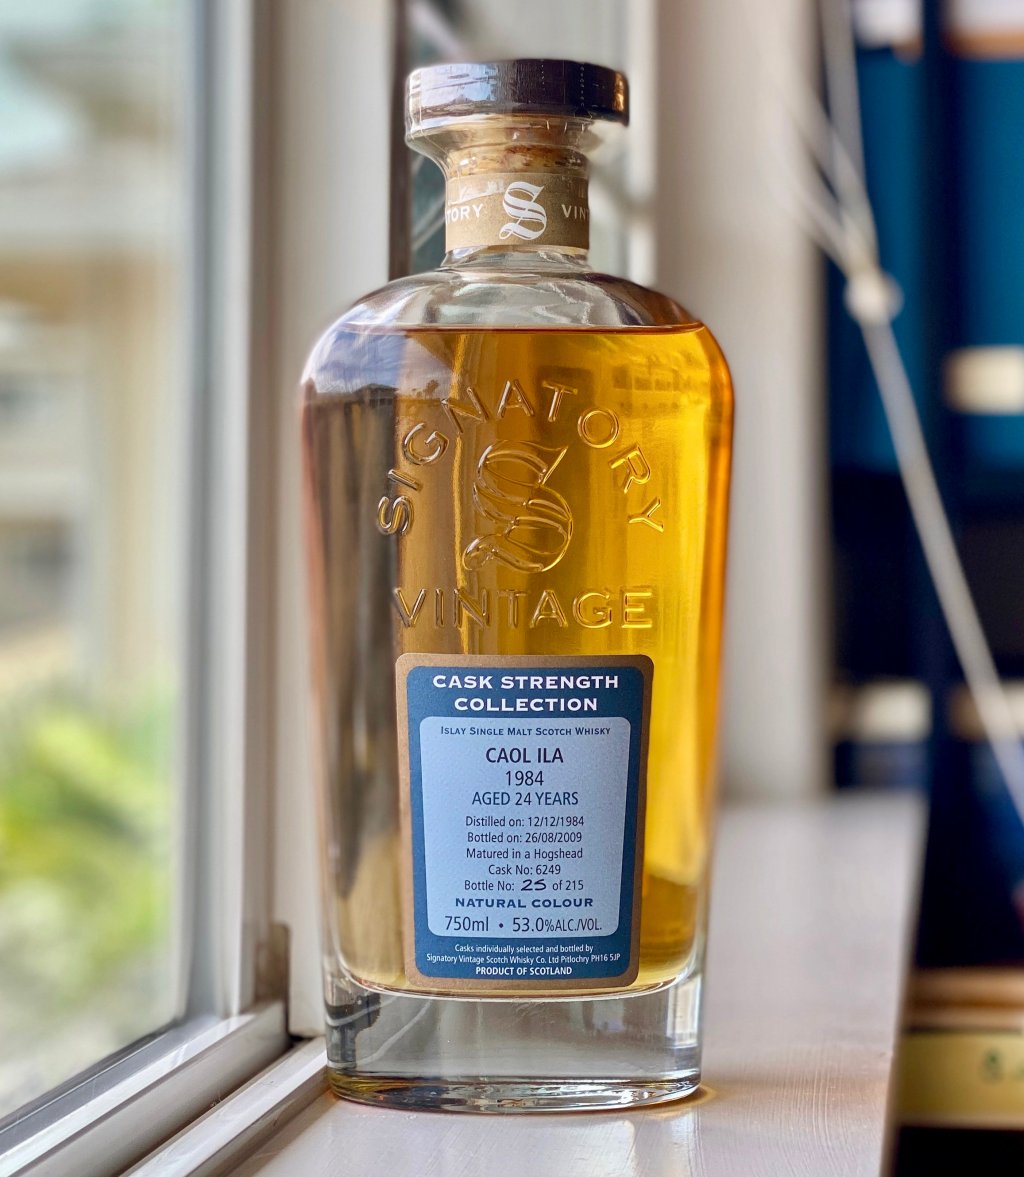 TORY S VINT
SIGNATORY
S
VINTAGE
CASK STRENGTH
COLLECTION
ISLAY SINGLE MALT SCOTCH WHISKY
CAOL ILA
1984
AGED 24 YEARS
Distilled on: 12/12/1984
Bottled on: 26/08/2009
Matured in a Hogshead
Cask No: 6249
Bottle No: 25 of 215
NATURAL COLOUR
750ml • 53.0%ALC./VOL.
Casks individually selected and bottled by
Signatory Vintage Scotch Whisky Co. Ltd Pitlochry PH16 5JP
PRODUCT OF SCOTLAND